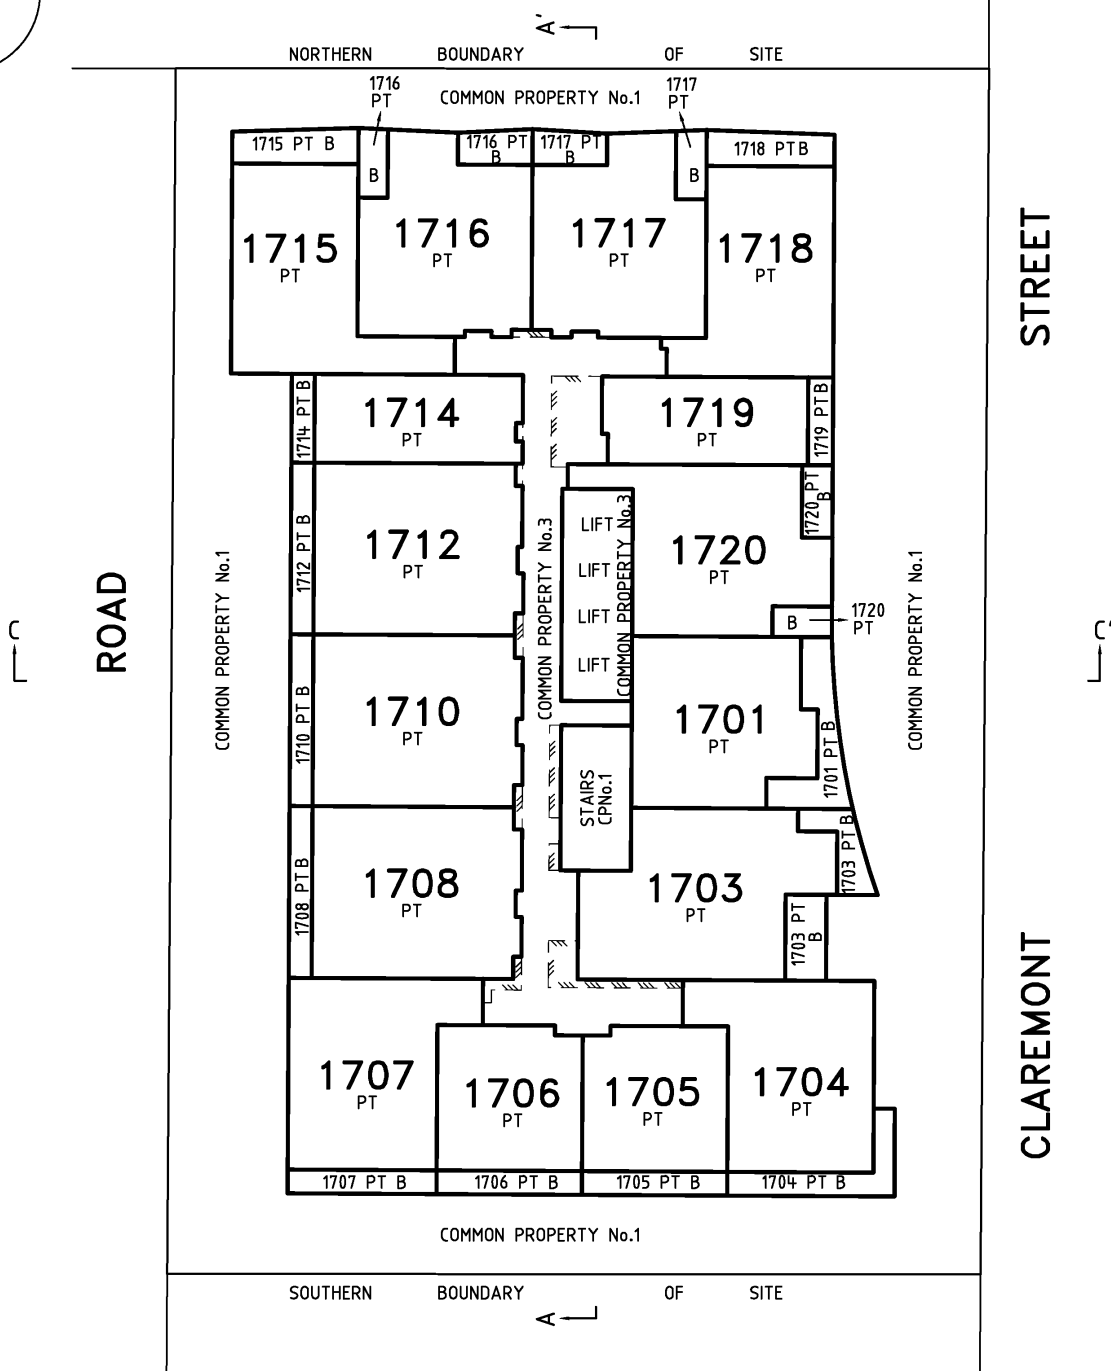 A'
NORTHERN BOUNDARY OF SITE
1716
PT
COMMON PROPERTY No.1
1717
PT
1715 PT B
B
1716 PT
B
1717 PT
B
B
1718 PT B
1715
PT
1716
PT
1717
PT
1718
PT
STREET
1714 PT B
1714
PT
1719
PT
1719 PT B
1712 PT B
1712
PT
COMMON PROPERTY No.3
LIFT
LIFT
LIFT
LIFT
COMMON PROPERTY No.3
1720
PT
1720 PT
B
B
1720
PT
COMMON PROPERTY No.1
ROAD
COMMON PROPERTY No.1
C
C'
1710 PT B
1710
PT
1701
PT
1701 PT B
STAIRS
CPNo.1
1708 PT B
1708
PT
1703
PT
1703 PT B
1703 PT
B
CLAREMONT
1707
PT
1706
PT
1705
PT
1704
PT
1707 PT B
1706 PT B
1705 PT B
1704 PT B
COMMON PROPERTY No.1
SOUTHERN BOUNDARY OF SITE
A